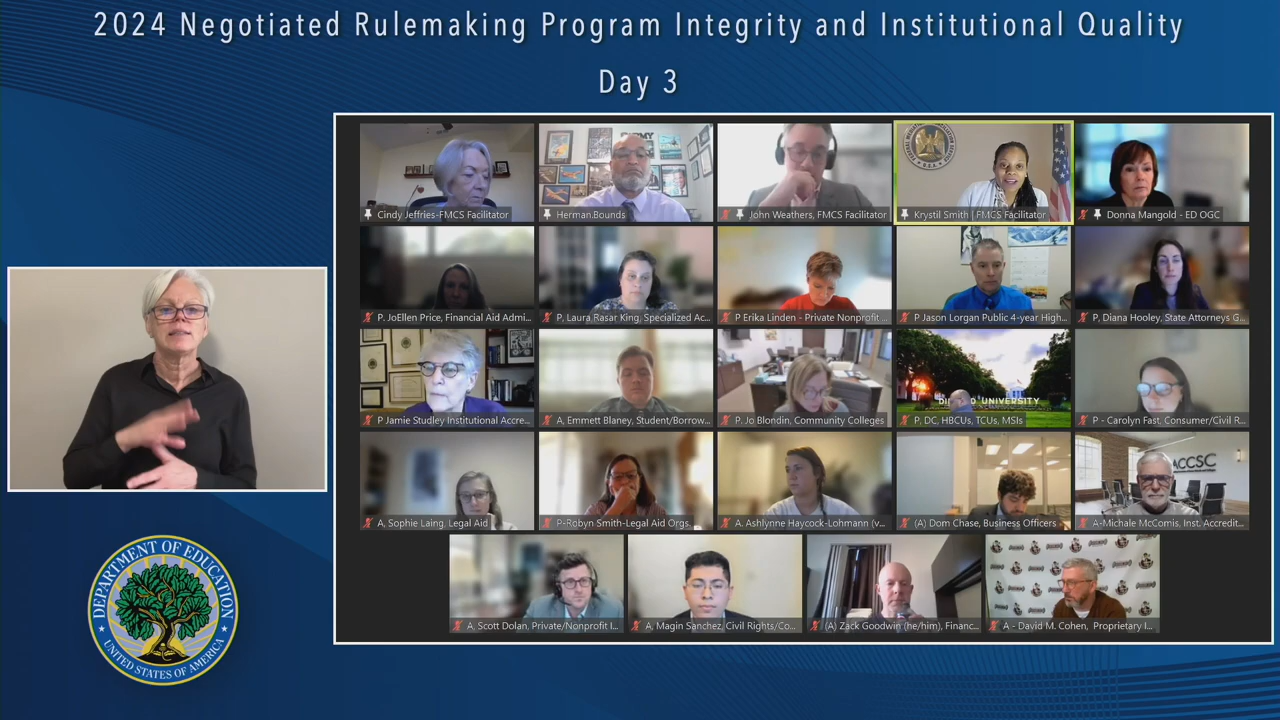 2024 Negotiated Rulemaking Program Integrity and Institutional Quality
Day 3
Cindy Jeffries-FMCS Facilitator
Herman.Bounds
John Weathers, FMCS Facilitator
Krystil Smith | FMCS Facilitator
Donna Mangold - ED OGC
P. JoEllen Price, Financial Aid Admi...
P, Laura Rasar King, Specialized Ac...
P Erika Linden - Private Nonprofit ...
P Jason Lorgan Public 4-year High...
P, Diana Hooley, State Attorneys G...
P Jamie Studley Institutional Accre...
A, Emmett Blaney, Student/Borrow...
P. Jo Blondin, Community Colleges
UNIVERSITY
P, DC, HBCUs, TCUs, MSIs
P - Carolyn Fast, Consumer/Civil R...
A, Sophie Laing, Legal Aid
P-Robyn Smith-Legal Aid Orgs.
A. Ashlynne Haycock-Lohmann (v...
(A) Dom Chase, Business Officers -
ACCSC
A-Michale McComis, Inst. Accredit...
A, Scott Dolan, Private/Nonprofit I...
A, Magin Sanchez, Civil Rights/Co...
(A) Zack Goodwin (he/him), Financ...
A - David M. Cohen, Proprietary I...
DEPARTMENT OF EDUCATION
UNITED STATES OF AMERICA